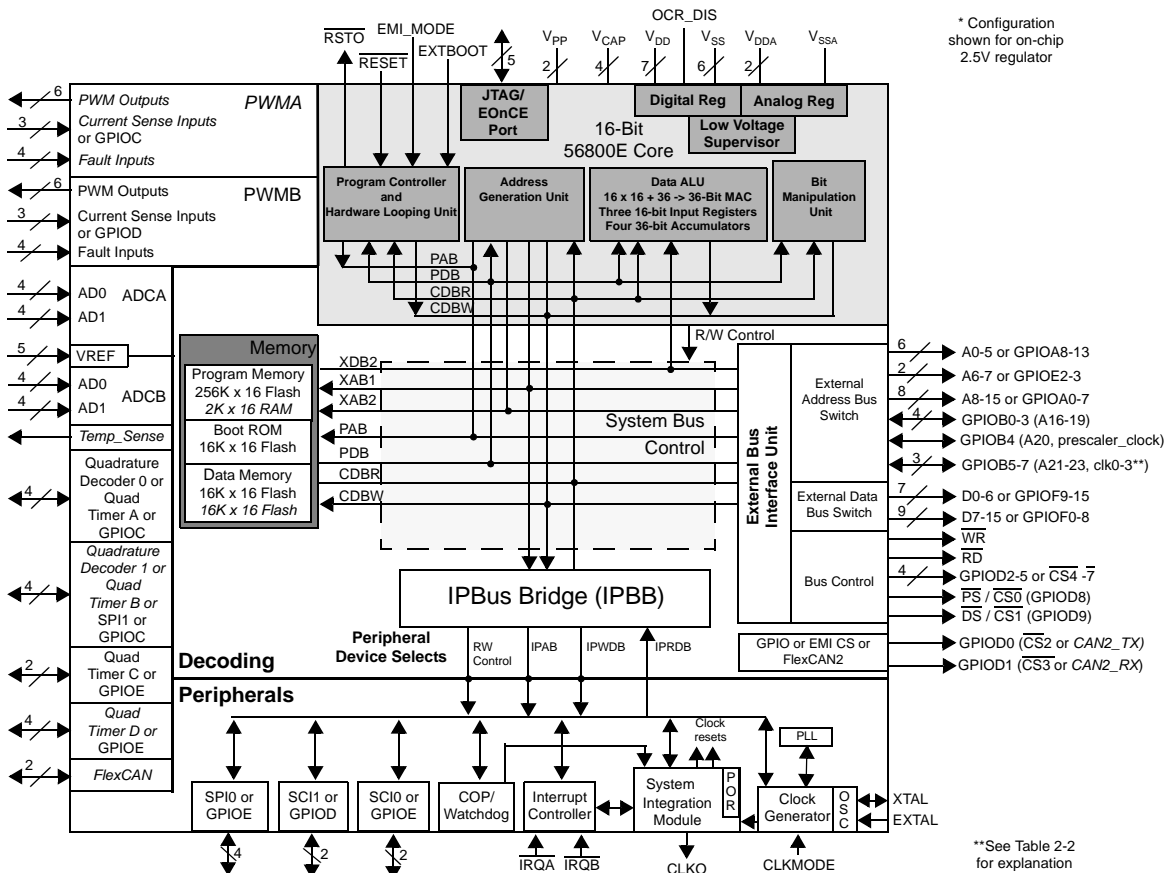 OCR_DIS
* Configuration
shown for on-chip
2.5V regulator
RSTO
EMI_MODE
RESET
EXTBOOT
5
VPP
2
VCAP
4
VDD
7
VSS
6
VDDA
2
VSSA
JTAG/
EOnCE
Port
Digital Reg
Analog Reg
Low Voltage
Supervisor
16-Bit
56800E Core
6
PWM Outputs
PWMA
3
Current Sense Inputs
or GPIOC
4
Fault Inputs
6
PWM Outputs
PWMB
3
Current Sense Inputs
or GPIOD
4
Fault Inputs
Program Controller
and
Hardware Looping Unit
Address
Generation Unit
Data ALU
16 x 16 + 36 -> 36-Bit MAC
Three 16-bit Input Registers
Four 36-bit Accumulators
Bit
Manipulation
Unit
PAB
PDB
CDBR
CDBW
4
AD0
ADCA
4
AD1
5
VREF
4
AD0
ADCB
4
AD1
Temp_Sense
4
Quadrature
Decoder 0 or
Quad
Timer A or
GPIOC
4
Quadrature
Decoder 1 or
Quad
Timer B or
SPI1 or
GPIOC
2
Quad
Timer C or
GPIOE
4
Quad
Timer D or
GPIOE
2
FlexCAN
Memory
Program Memory
256K x 16 Flash
2K x 16 RAM
Boot ROM
16K x 16 Flash
Data Memory
16K x 16 Flash
16K x 16 Flash
XDB2
XAB1
XAB2
PAB
PDB
CDBR
CDBW
R/W Control
System Bus
Control
External Bus
Interface Unit
External
Address Bus
Switch
External Data
Bus Switch
Bus Control
6
A0-5 or GPIOA8-13
2
A6-7 or GPIOE2-3
8
A8-15 or GPIOA0-7
4
GPIOB0-3 (A16-19)
GPIOB4 (A20, prescaler_clock)
3
GPIOB5-7 (A21-23, clk0-3**)
7
D0-6 or GPIOF9-15
9
D7-15 or GPIOF0-8
WR
RD
4
GPIOD2-5 or CS4 -7
PS / CS0 (GPIOD8)
DS / CS1 (GPIOD9)
GPIO or EMI CS or
FlexCAN2
GPIOD0 (CS2 or CAN2_TX)
GPIOD1 (CS3 or CAN2_RX)
IPBus Bridge (IPBB)
Peripheral
Device Selects
RW
Control
IPAB
IPWDB
IPRDB
Decoding
Peripherals
Clock
resets
PLL
SPI0 or
GPIOE
SCI1 or
GPIOD
SCI0 or
GPIOE
COP/
Watchdog
Interrupt
Controller
System
Integration
Module
POR
Clock
Generator
OSC
XTAL
EXTAL
4
2
2
IRQA
IRQB
CLKO
CLKMODE
**See Table 2-2
for explanation